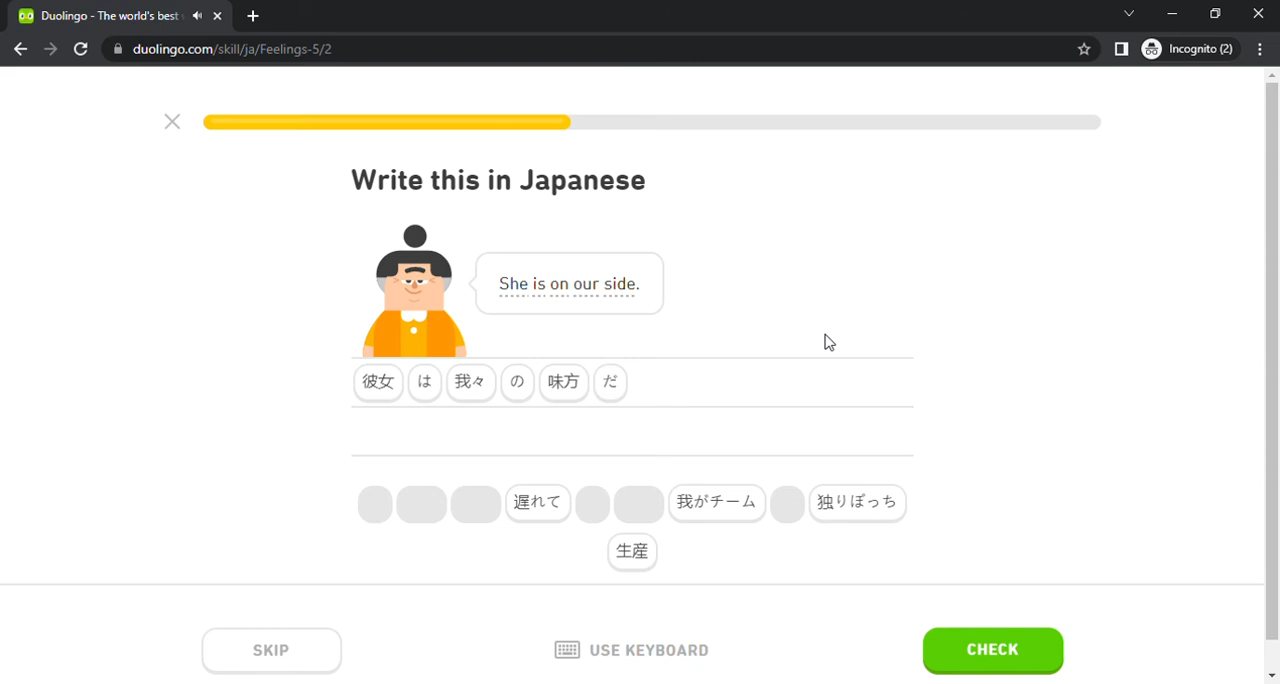 Duolingo - The world's best
duolingo.com/skill/ja/Feelings-5/2
Incognito (2)
Write this in Japanese
She is on our side.
彼女 は 我々 の 味方 だ
遅れて 我がチーム 独りぼっち
生産
SKIP
USE KEYBOARD
CHECK